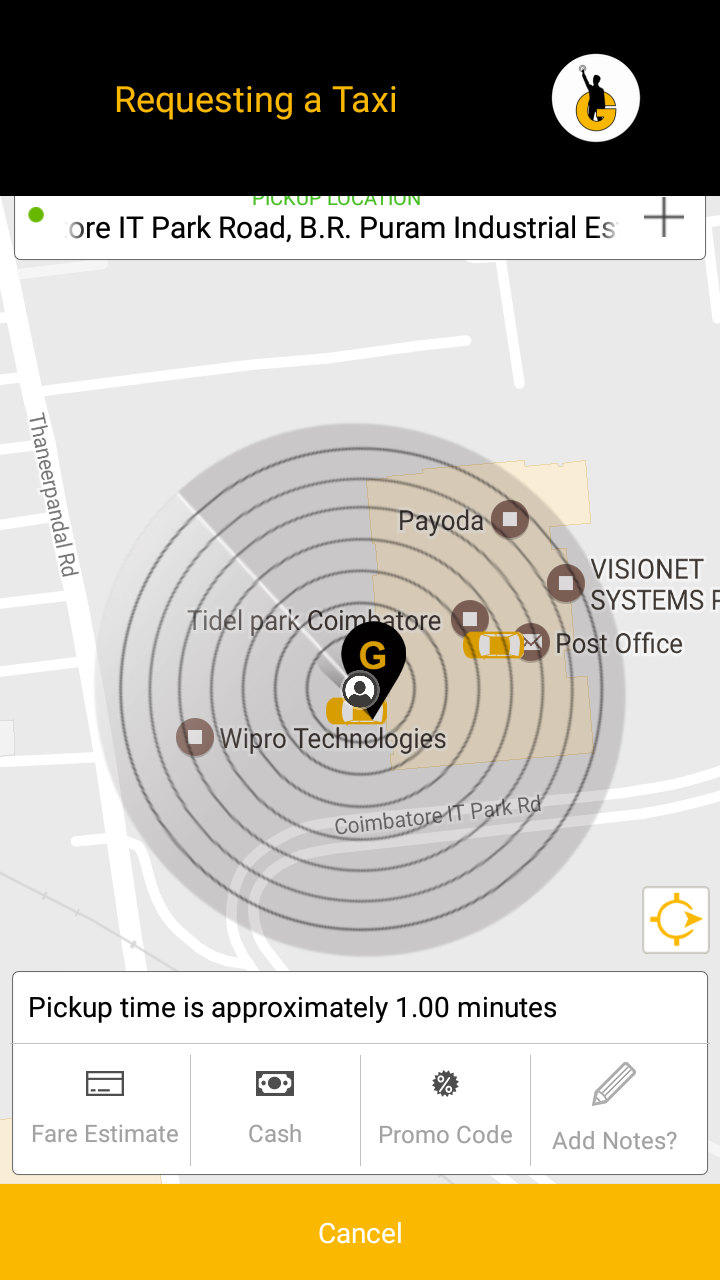 Requesting a Taxi
PICKUP LOCATION
ore IT Park Road, B.R. Puram Industrial Es
Thaneerpandal Rd
Payoda
VISIONET
SYSTEMS P
Tidel park Coimbatore
Post Office
G
Wipro Technologies
Coimbatore IT Park Rd
Pickup time is approximately 1.00 minutes
Fare Estimate
Cash
Promo Code
Add Notes?
Cancel